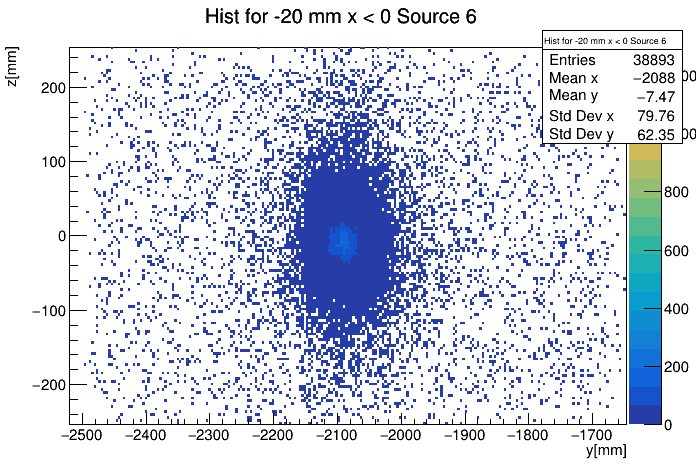 Hist for -20 mm x < 0 Source 6
Hist for -20 mm x < 0 Source 6
Entries 38893
Mean x −2088
Mean y −7.47
Std Dev x 79.76
Std Dev y 62.35
z[mm]
200
100
0
−100
−200
−2500 −2400 −2300 −2200 −2100 −2000 −1900 −1800 −1700
y[mm]
800
600
400
200
0